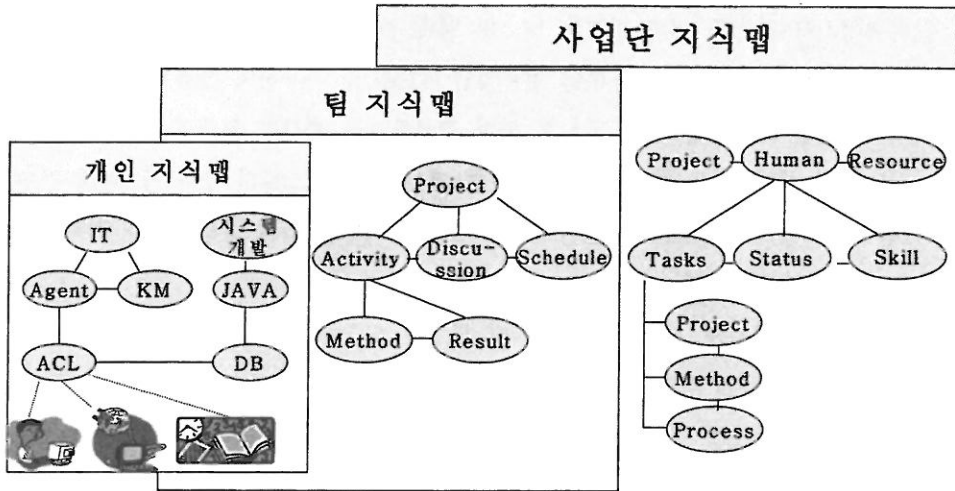 사업단 지식맵
팀 지식맵
개인 지식맵
Project
Human
Resource
Project
IT
시스템
개발
Activity
Discu-
ssion
Schedule
Tasks
Status
Skill
Agent
KM
JAVA
Method
Result
Project
ACL
DB
Method
Process